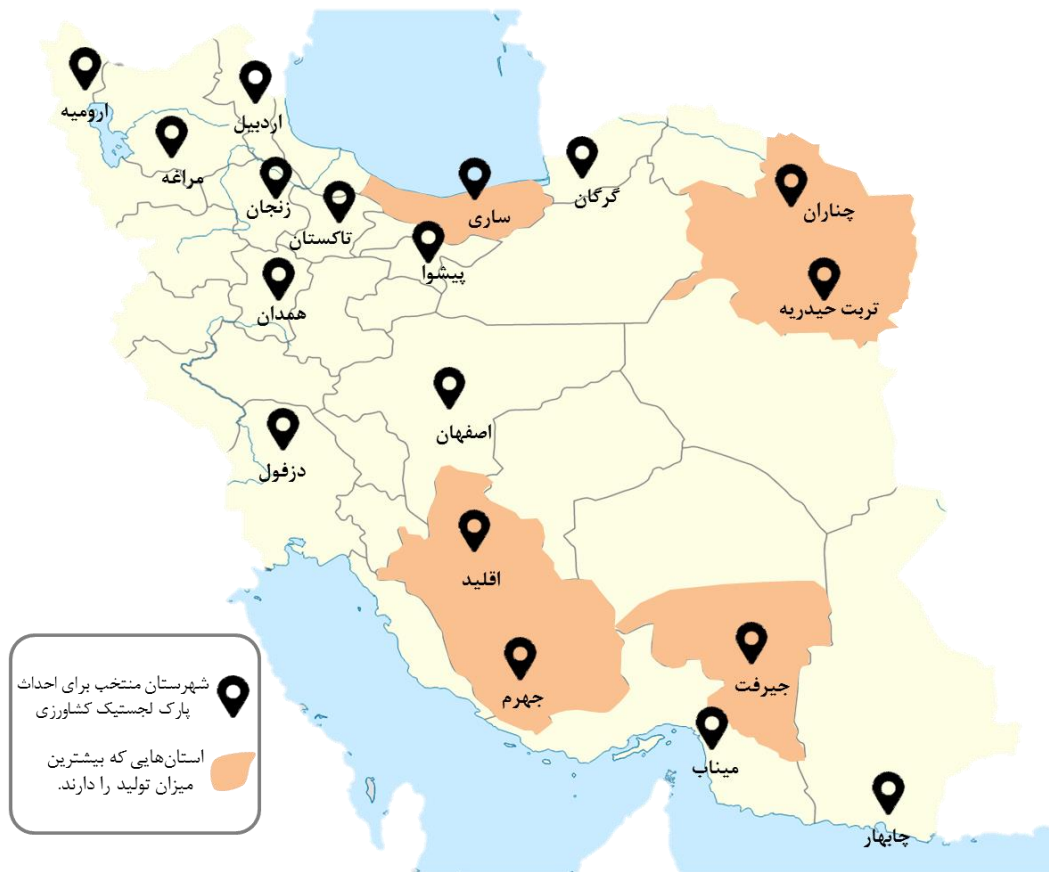 ارومیه
اردبیل
مراغه
زنجان
تاکستان
ساری
گرگان
چناران
پیشوا
تربت حیدریه
همدان
اصفهان
دزفول
اقلید
جهرم
جیرفت
میناب
چابهار
شهرستان منتخب برای احداث
پارک لجستیک کشاورزی
استان‌هایی که بیشترین
میزان تولید را دارند.